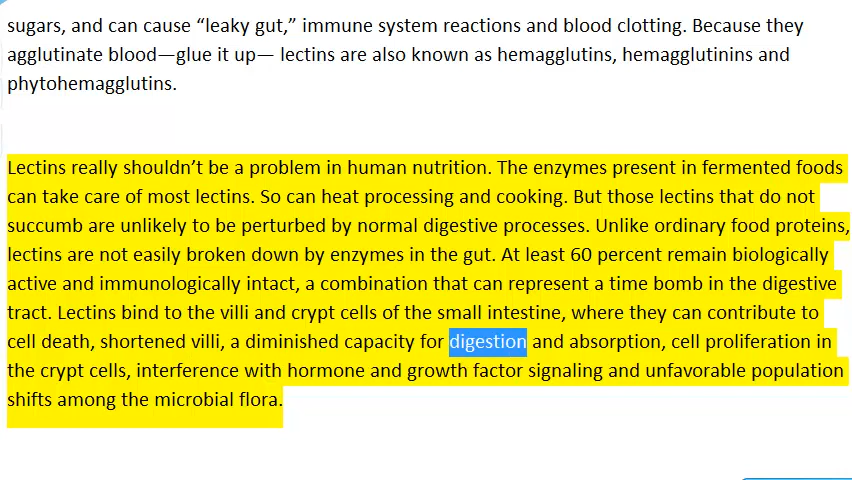 sugars, and can cause “leaky gut,” immune system reactions and blood clotting. Because they
agglutinate blood—glue it up— lectins are also known as hemagglutins, hemagglutinins and
phytohemagglutins.
Lectins really shouldn’t be a problem in human nutrition. The enzymes present in fermented foods
can take care of most lectins. So can heat processing and cooking. But those lectins that do not
succumb are unlikely to be perturbed by normal digestive processes. Unlike ordinary food proteins,
lectins are not easily broken down by enzymes in the gut. At least 60 percent remain biologically
active and immunologically intact, a combination that can represent a time bomb in the digestive
tract. Lectins bind to the villi and crypt cells of the small intestine, where they can contribute to
cell death, shortened villi, a diminished capacity for digestion and absorption, cell proliferation in
the crypt cells, interference with hormone and growth factor signaling and unfavorable population
shifts among the microbial flora.